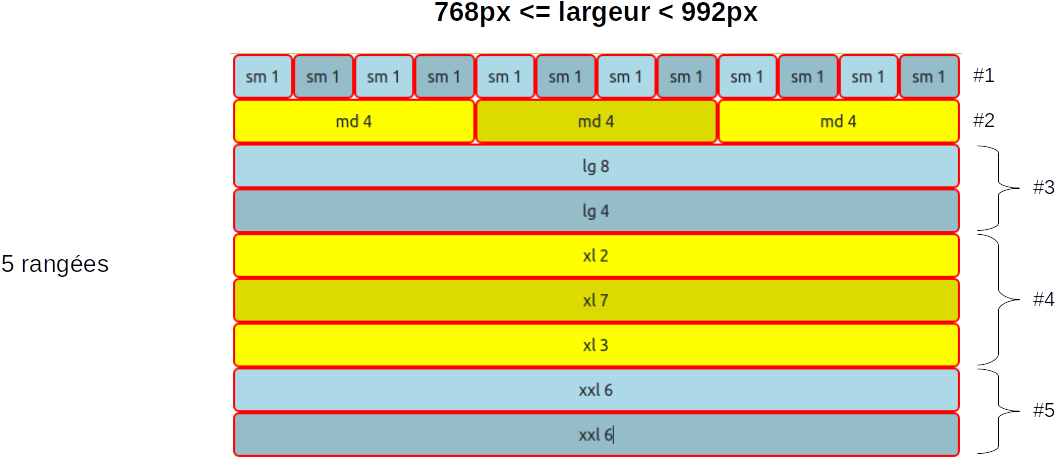 768px <= largeur < 992px
sm 1 sm 1 sm 1 sm 1 sm 1 sm 1 sm 1 sm 1 sm 1 sm 1 sm 1 sm 1 #1
md 4 md 4 md 4 #2
lg 8
#3
lg 4
xl 2
5 rangées
xl 7 #4
xl 3
xxl 6
#5
xxl 6